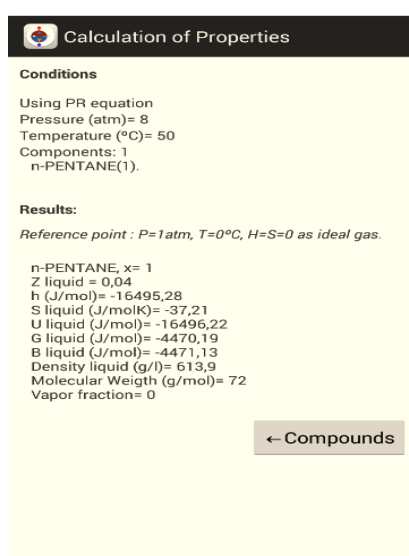 Calculation of Properties
Conditions
Using PR equation
Pressure (atm)= 8
Temperature (ºC)= 50
Components: 1
n-PENTANE(1).
Results:
Reference point : P=1atm, T=0ºC, H=S=0 as ideal gas.
n-PENTANE, x= 1
Z liquid = 0,04
h (J/mol)= -16495,28
S liquid (J/molK)= -37,21
U liquid (J/mol)= -16496,22
G liquid (J/mol)= -4470,19
B liquid (J/mol)= -4471,13
Density liquid (g/l)= 613,9
Molecular Weigth (g/mol)= 72
Vapor fraction= 0
←Compounds